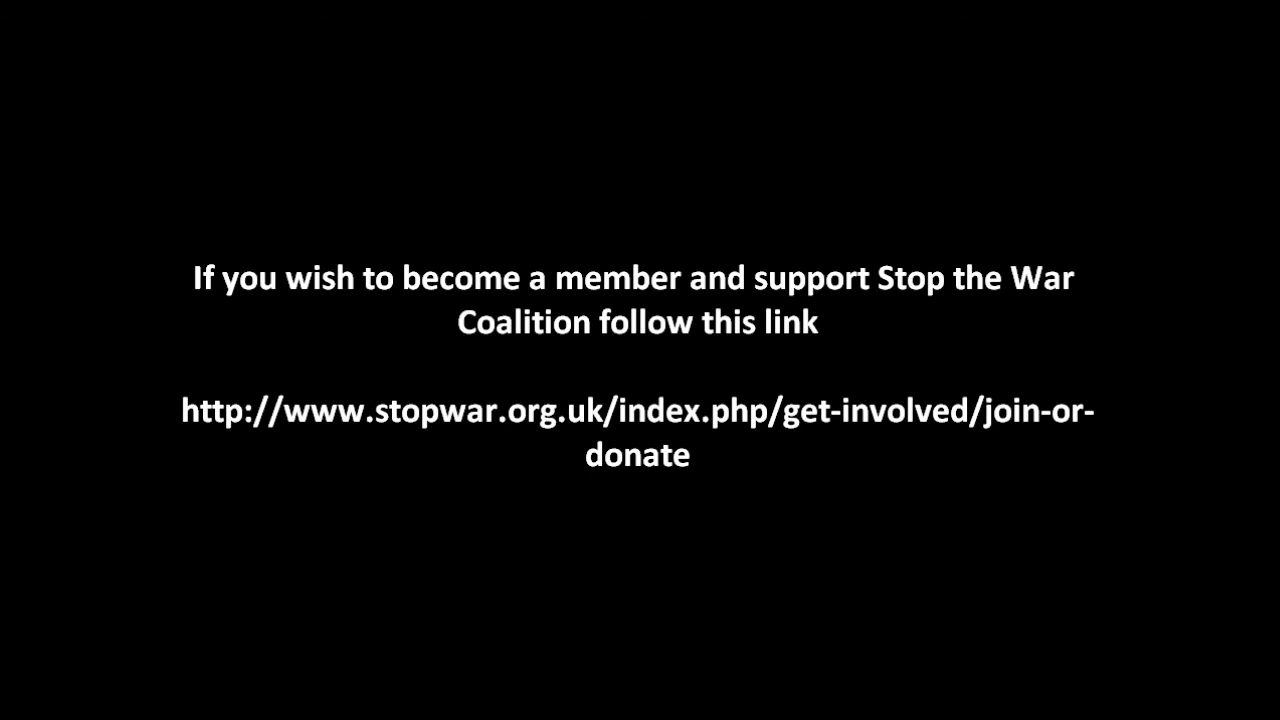 If you wish to become a member and support Stop the War
Coalition follow this link
http://www.stopwar.org.uk/index.php/get-involved/join-or-
donate